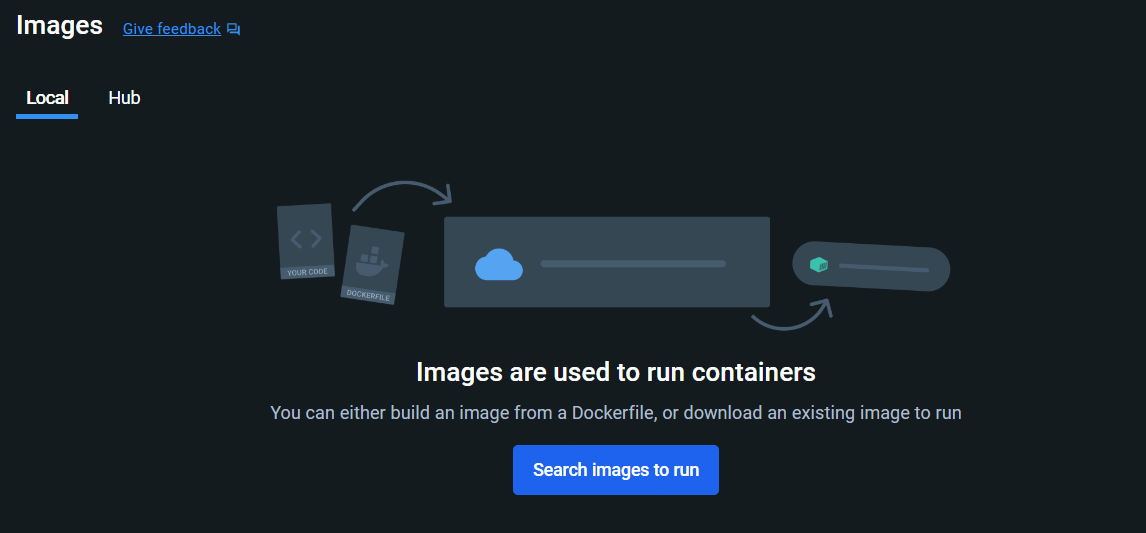 Images Give feedback
Local Hub
YOUR CODE
DOCKERFILE
Images are used to run containers
You can either build an image from a Dockerfile, or download an existing image to run
Search images to run